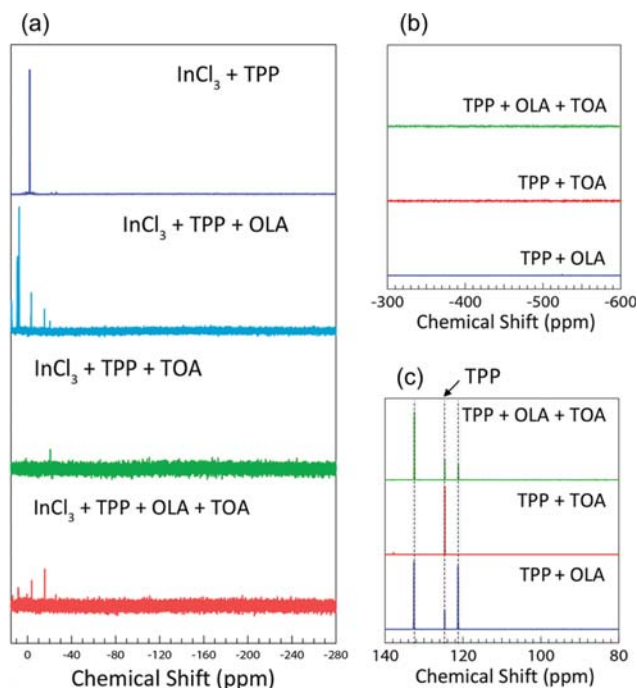 (a)
InCl₃ + TPP
InCl₃ + TPP + OLA
InCl₃ + TPP + TOA
InCl₃ + TPP + OLA + TOA
0 -40 -80 -120 -160 -200 -240 -280
Chemical Shift (ppm)
(b)
TPP + OLA + TOA
TPP + TOA
TPP + OLA
-300 -400 -500 -600
Chemical Shift (ppm)
(c)
TPP
TPP + OLA + TOA
TPP + TOA
TPP + OLA
140 120 100 80
Chemical Shift (ppm)